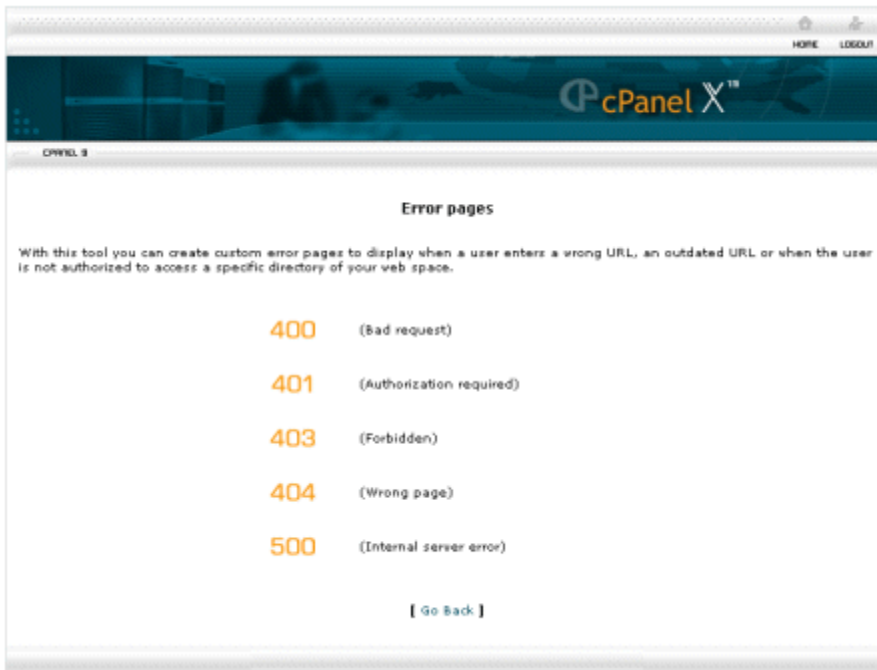 HOME LOGOUT
cPanel X™
CPANEL 9
Error pages
With this tool you can create custom error pages to display when a user enters a wrong URL, an outdated URL or when the user
is not authorized to access a specific directory of your web space.
400 (Bad request)
401 (Authorization required)
403 (Forbidden)
404 (Wrong page)
500 (Internal server error)
[ Go Back ]